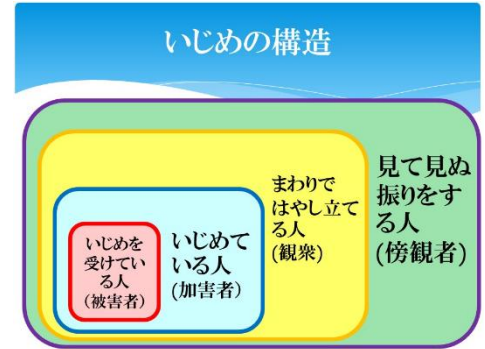 いじめの構造
いじめを
受けてい
る人
(被害者)
いじめて
いる人
(加害者)
まわりで
はやし立て
る人
(観衆)
見て見ぬ
振りをす
る人
(傍観者)